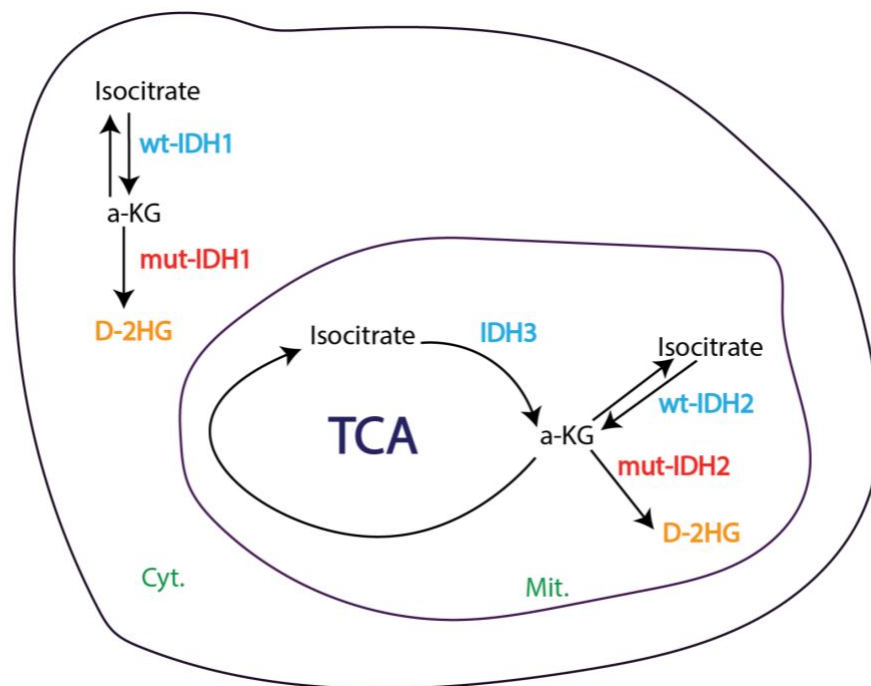 Isocitrate
wt-IDH1
a-KG
mut-IDH1
D-2HG
Isocitrate
IDH3
Isocitrate
wt-IDH2
TCA
a-KG
mut-IDH2
D-2HG
Cyt.
Mit.